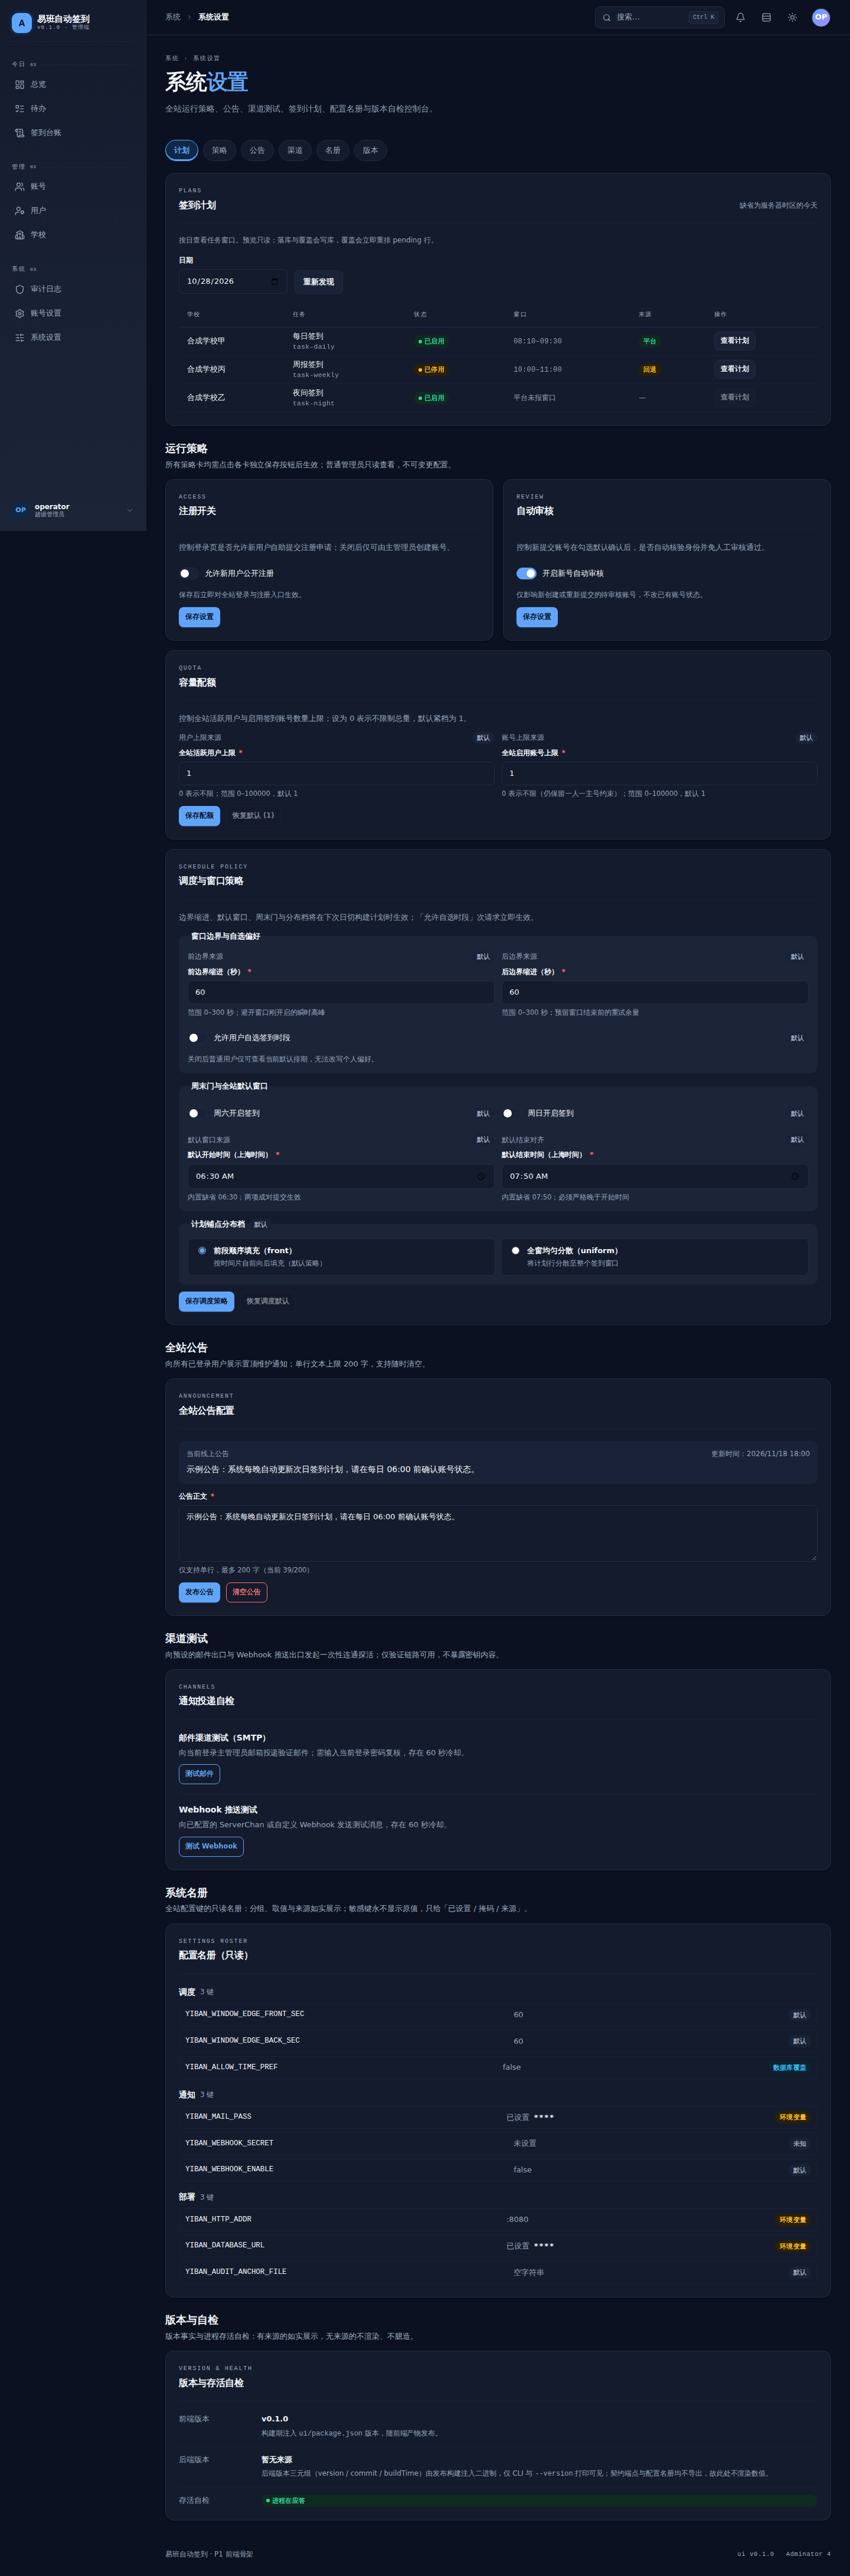 A
易班自动签到
v0.1.0 · 管理端
今日 03
总览
待办
签到台账
管理 03
账号
用户
学校
系统 03
审计日志
账号设置
系统设置
OP
operator
超级管理员
系统 › 系统设置
搜索…
Ctrl K
OP
系统 · 系统设置
系统设置
全站运行策略、公告、渠道测试、签到计划、配置名册与版本自检控制台。
计划
策略
公告
渠道
名册
版本
PLANS
签到计划
缺省为服务器时区的今天
按日查看任务窗口。预览只读；落库与覆盖会写库，覆盖会立即重排 pending 行。
日期
10/28/2026
重新发现
学校 任务 状态 窗口 来源 操作
合成学校甲 每日签到 task-daily 已启用 08:10–09:30 平台 查看计划
合成学校丙 周报签到 task-weekly 已停用 10:00–11:00 回退 查看计划
合成学校乙 夜间签到 task-night 已启用 平台未报窗口 — 查看计划
运行策略
所有策略卡均需点击各卡独立保存按钮后生效；普通管理员只读查看，不可变更配置。
ACCESS
注册开关
控制登录页是否允许新用户自助提交注册申请；关闭后仅可由主管理员创建账号。
允许新用户公开注册
保存后立即对全站登录与注册入口生效。
保存设置
REVIEW
自动审核
控制新提交账号在勾选默认确认后，是否自动核验身份并免人工审核通过。
开启新号自动审核
仅影响新创建或重新提交的待审核账号，不改已有账号状态。
保存设置
QUOTA
容量配额
控制全站活跃用户与启用签到账号数量上限；设为 0 表示不限制总量，默认紧档为 1。
用户上限来源 默认
全站活跃用户上限 *
1
0 表示不限；范围 0–100000，默认 1
账号上限来源 默认
全站启用账号上限 *
1
0 表示不限（仍保留一人一主号约束）；范围 0–100000，默认 1
保存配额
恢复默认 (1)
SCHEDULE POLICY
调度与窗口策略
边界缩进、默认窗口、周末门与分布档将在下次日切构建计划时生效；「允许自选时段」次请求立即生效。
窗口边界与自选偏好
前边界来源 默认
前边界缩进（秒） *
60
范围 0–300 秒；避开窗口刚开启的瞬时高峰
后边界来源 默认
后边界缩进（秒） *
60
范围 0–300 秒；预留窗口结束前的重试余量
允许用户自选签到时段 默认
关闭后普通用户仅可查看当前默认排期，无法改写个人偏好。
周末门与全站默认窗口
周六开启签到 默认
周日开启签到 默认
默认窗口来源 默认
默认开始时间（上海时间） *
06:30 AM
内置缺省 06:30；两项成对提交生效
默认结束对齐 默认
默认结束时间（上海时间） *
07:50 AM
内置缺省 07:50；必须严格晚于开始时间
计划铺点分布档 默认
前段顺序填充（front）
按时间片自前向后填充（默认策略）
全窗均匀分散（uniform）
将计划行分散至整个签到窗口
保存调度策略
恢复调度默认
全站公告
向所有已登录用户展示置顶维护通知；单行文本上限 200 字，支持随时清空。
ANNOUNCEMENT
全站公告配置
当前线上公告
更新时间：2026/11/18 18:00
示例公告：系统每晚自动更新次日签到计划，请在每日 06:00 前确认账号状态。
公告正文 *
示例公告：系统每晚自动更新次日签到计划，请在每日 06:00 前确认账号状态。
仅支持单行，最多 200 字（当前 39/200）
发布公告
清空公告
渠道测试
向预设的邮件出口与 Webhook 推送出口发起一次性连通探活；仅验证链路可用，不暴露密钥内容。
CHANNELS
通知投递自检
邮件渠道测试（SMTP）
向当前登录主管理员邮箱投递验证邮件；需输入当前登录密码复核，存在 60 秒冷却。
测试邮件
Webhook 推送测试
向已配置的 ServerChan 或自定义 Webhook 发送测试消息，存在 60 秒冷却。
测试 Webhook
系统名册
全站配置键的只读名册：分组、取值与来源如实展示；敏感键永不显示原值，只给「已设置 / 掩码 / 来源」。
SETTINGS ROSTER
配置名册（只读）
调度 3 键
YIBAN_WINDOW_EDGE_FRONT_SEC 60 默认
YIBAN_WINDOW_EDGE_BACK_SEC 60 默认
YIBAN_ALLOW_TIME_PREF false 数据库覆盖
通知 3 键
YIBAN_MAIL_PASS 已设置 **** 环境变量
YIBAN_WEBHOOK_SECRET 未设置 未知
YIBAN_WEBHOOK_ENABLE false 默认
部署 3 键
YIBAN_HTTP_ADDR :8080 环境变量
YIBAN_DATABASE_URL 已设置 **** 环境变量
YIBAN_AUDIT_ANCHOR_FILE 空字符串 默认
版本与自检
版本事实与进程存活自检：有来源的如实展示，无来源的不渲染、不臆造。
VERSION & HEALTH
版本与存活自检
前端版本 v0.1.0
构建期注入 ui/package.json 版本，随前端产物发布。
后端版本 暂无来源
后端版本三元组（version / commit / buildTime）由发布构建注入二进制，仅 CLI 与 --version 打印可见；契约端点与配置名册均不导出，故此处不渲染数值。
存活自检 进程在应答
易班自动签到 · P1 前端骨架
ui v0.1.0 Adminator 4